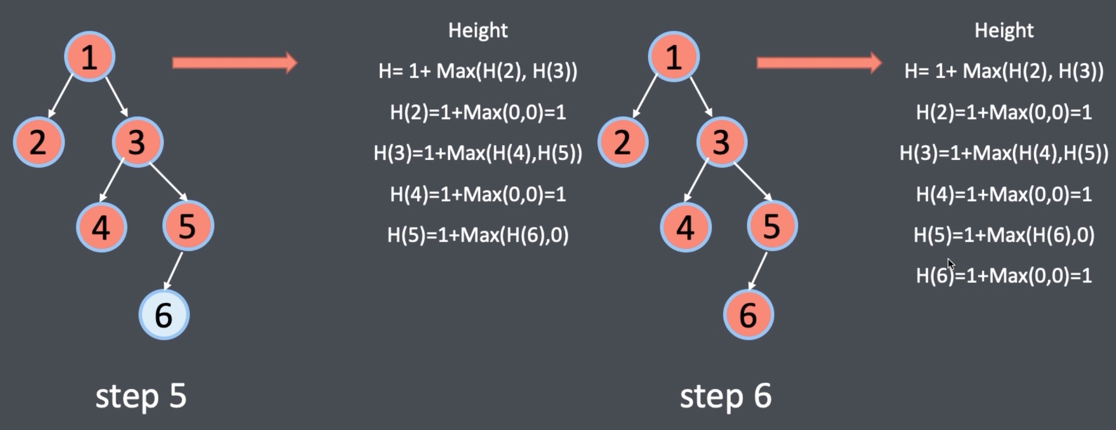 1
2
3
4
5
6
step 5
Height
H= 1+ Max(H(2), H(3))
H(2)=1+Max(0,0)=1
H(3)=1+Max(H(4),H(5))
H(4)=1+Max(0,0)=1
H(5)=1+Max(H(6),0)
1
2
3
4
5
6
step 6
Height
H= 1+ Max(H(2), H(3))
H(2)=1+Max(0,0)=1
H(3)=1+Max(H(4),H(5))
H(4)=1+Max(0,0)=1
H(5)=1+Max(H(6),0)
H(6)=1+Max(0,0)=1